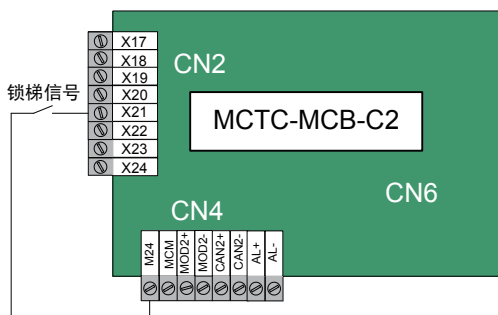 X17
X18
CN2
X19
锁梯信号
X20
X21
MCTC-MCB-C2
X22
X23
X24
CN6
CN4
M24
MCM
MOD2+
MOD2-
CAN2+
CAN2-
AL+
AL-